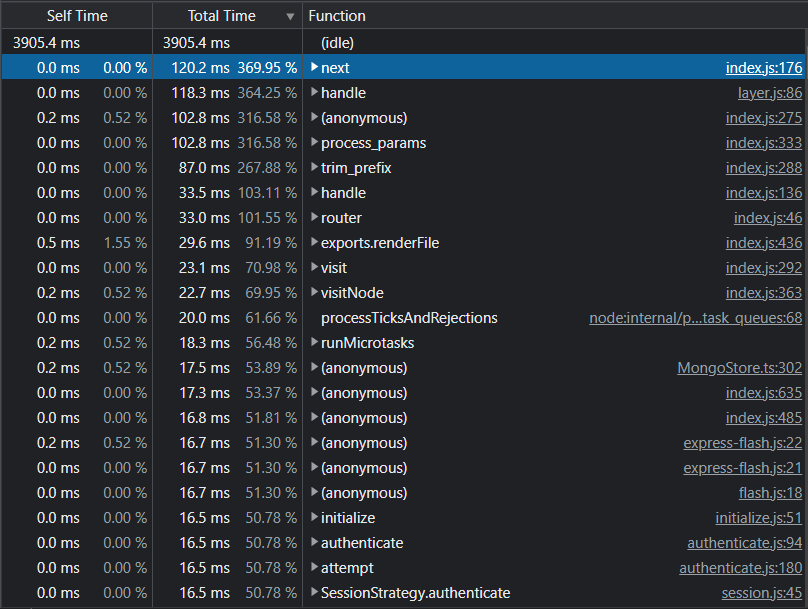 Self Time Total Time ▼ Function
3905.4 ms 3905.4 ms (idle)
0.0 ms 0.00 % 120.2 ms 369.95 % ▶ next index.js:176
0.0 ms 0.00 % 118.3 ms 364.25 % ▶ handle layer.js:86
0.2 ms 0.52 % 102.8 ms 316.58 % ▶ (anonymous) index.js:275
0.0 ms 0.00 % 102.8 ms 316.58 % ▶ process_params index.js:333
0.0 ms 0.00 % 87.0 ms 267.88 % ▶ trim_prefix index.js:288
0.0 ms 0.00 % 33.5 ms 103.11 % ▶ handle index.js:136
0.0 ms 0.00 % 33.0 ms 101.55 % ▶ router index.js:46
0.5 ms 1.55 % 29.6 ms 91.19 % ▶ exports.renderFile index.js:436
0.0 ms 0.00 % 23.1 ms 70.98 % ▶ visit index.js:292
0.2 ms 0.52 % 22.7 ms 69.95 % ▶ visitNode index.js:363
0.0 ms 0.00 % 20.0 ms 61.66 % processTicksAndRejections node:internal/p...task_queues:68
0.2 ms 0.52 % 18.3 ms 56.48 % ▶ runMicrotasks
0.2 ms 0.52 % 17.5 ms 53.89 % ▶ (anonymous) MongoStore.ts:302
0.0 ms 0.00 % 17.3 ms 53.37 % ▶ (anonymous) index.js:635
0.0 ms 0.00 % 16.8 ms 51.81 % ▶ (anonymous) index.js:485
0.2 ms 0.52 % 16.7 ms 51.30 % ▶ (anonymous) express-flash.js:22
0.0 ms 0.00 % 16.7 ms 51.30 % ▶ (anonymous) express-flash.js:21
0.0 ms 0.00 % 16.7 ms 51.30 % ▶ (anonymous) flash.js:18
0.0 ms 0.00 % 16.5 ms 50.78 % ▶ initialize initialize.js:51
0.0 ms 0.00 % 16.5 ms 50.78 % ▶ authenticate authenticate.js:94
0.0 ms 0.00 % 16.5 ms 50.78 % ▶ attempt authenticate.js:180
0.0 ms 0.00 % 16.5 ms 50.78 % ▶ SessionStrategy.authenticate session.js:45